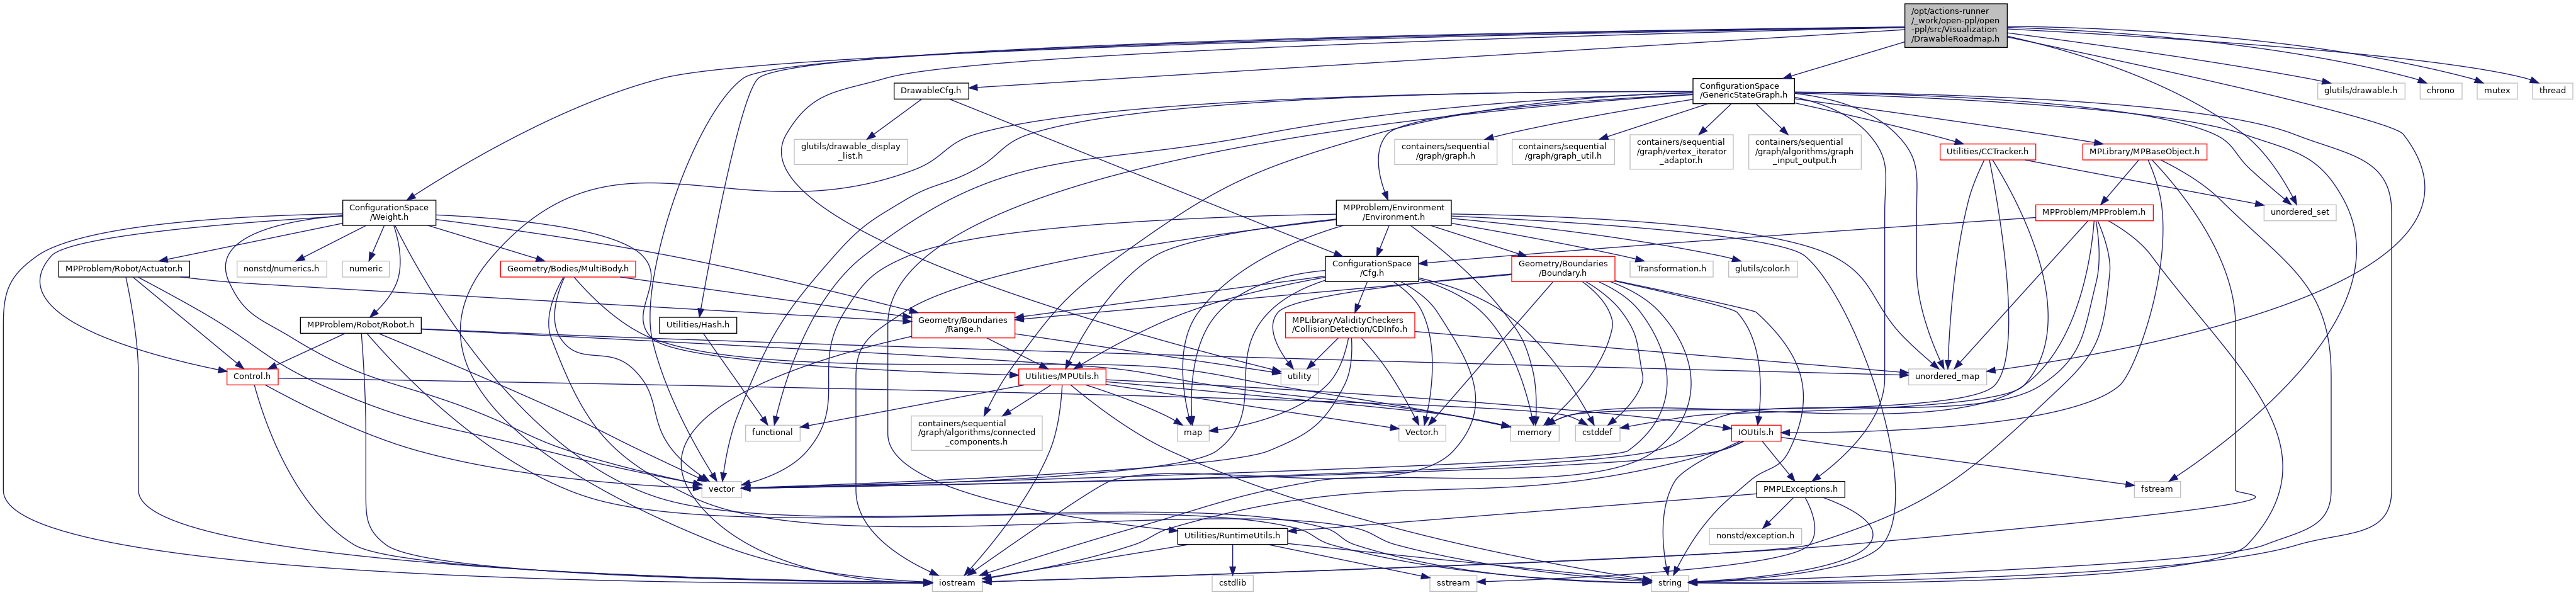 /opt/actions-runner
/_work/open-ppl/open
-ppl/src/Visualization
/DrawableRoadmap.h
DrawableCfg.h
ConfigurationSpace
/GenericStateGraph.h
glutils/drawable.h
chrono
mutex
thread
glutils/drawable_display
_list.h
containers/sequential
/graph/graph.h
containers/sequential
/graph/graph_util.h
containers/sequential
/graph/vertex_iterator
_adaptor.h
containers/sequential
/graph/algorithms/graph
_input_output.h
Utilities/CCTracker.h
MPLibrary/MPBaseObject.h
ConfigurationSpace
/Weight.h
MPProblem/Environment
/Environment.h
MPProblem/MPProblem.h
unordered_set
MPProblem/Robot/Actuator.h
nonstd/numerics.h
numeric
Geometry/Bodies/MultiBody.h
ConfigurationSpace
/Cfg.h
Geometry/Boundaries
/Boundary.h
Transformation.h
glutils/color.h
MPProblem/Robot/Robot.h
Utilities/Hash.h
Geometry/Boundaries
/Range.h
MPLibrary/ValidityCheckers
/CollisionDetection/CDInfo.h
Control.h
Utilities/MPUtils.h
utility
unordered_map
functional
containers/sequential
/graph/algorithms/connected
_components.h
map
Vector.h
memory
cstddef
IOUtils.h
vector
PMPLExceptions.h
fstream
Utilities/RuntimeUtils.h
nonstd/exception.h
iostream
cstdlib
sstream
string